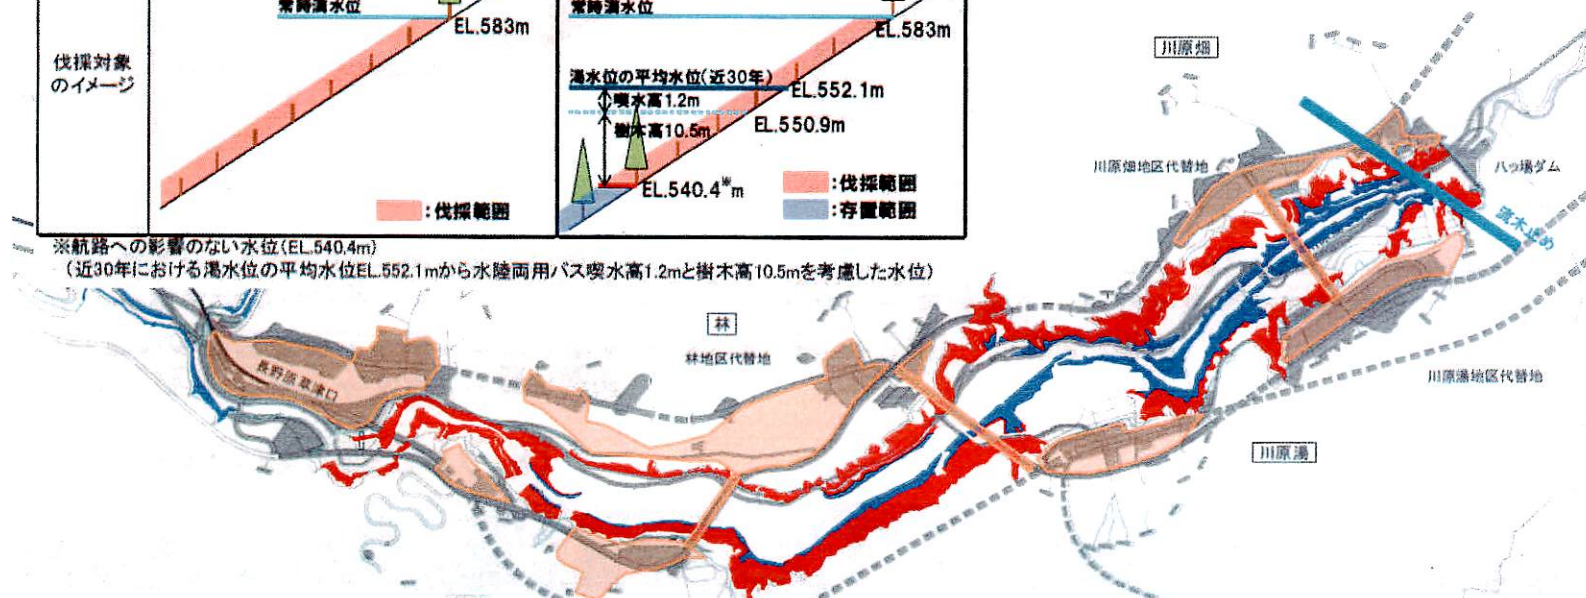 常時満水位
EL.583m
伐採対象
のイメージ
:伐採範囲
常時満水位
EL.583m
渇水位の平均水位(近30年)
EL.552.1m
喫水高1.2m
EL.550.9m
樹木高10.5m
EL.540.4※m
:伐採範囲
:存置範囲
※航路への影響のない水位(EL.540.4m)
(近30年における渇水位の平均水位EL.552.1mから水陸両用バス喫水高1.2mと樹木高10.5mを考慮した水位)
川原畑
川原畑地区代替地
八ッ場ダム
流木止め
林
林地区代替地
長野原草津口
川原湯地区代替地
川原湯